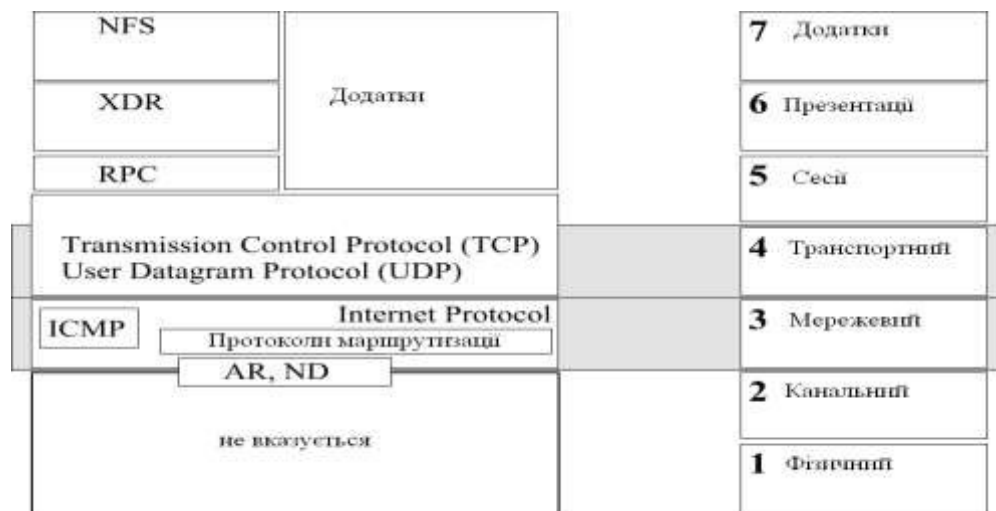 NFS
XDR
RPC
Додатки
Transmission Control Protocol (TCP)
User Datagram Protocol (UDP)
ICMP
Internet Protocol
Протоколи маршрутизації
AR, ND
не вказується
7 Додатки
6 Презентації
5 Сесії
4 Транспортний
3 Мережевий
2 Канальний
1 Фізичний